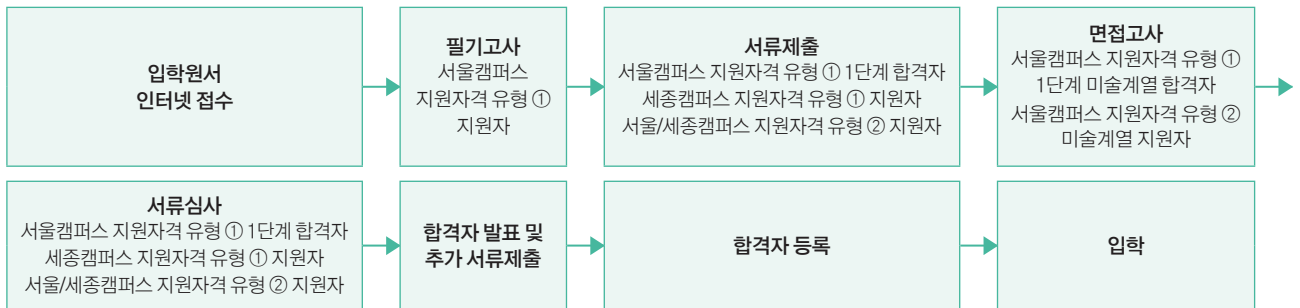 입학원서
인터넷 접수
필기고사
서울캠퍼스
지원자격 유형 ①
지원자
서류제출
서울캠퍼스 지원자격 유형 ① 1단계 합격자
세종캠퍼스 지원자격 유형 ① 지원자
서울/세종캠퍼스 지원자격 유형 ② 지원자
면접고사
서울캠퍼스 지원자격 유형 ①
1단계 미술계열 합격자
서울캠퍼스 지원자격 유형 ②
미술계열 지원자
서류심사
서울캠퍼스 지원자격 유형 ① 1단계 합격자
세종캠퍼스 지원자격 유형 ① 지원자
서울/세종캠퍼스 지원자격 유형 ② 지원자
합격자 발표 및
추가 서류제출
합격자 등록
입학